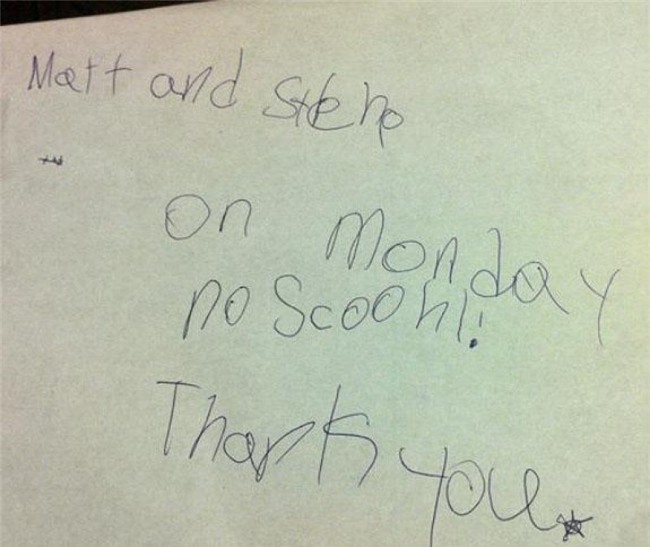 Matt and Steho
on Monday
no Scoohl!
Thank you.